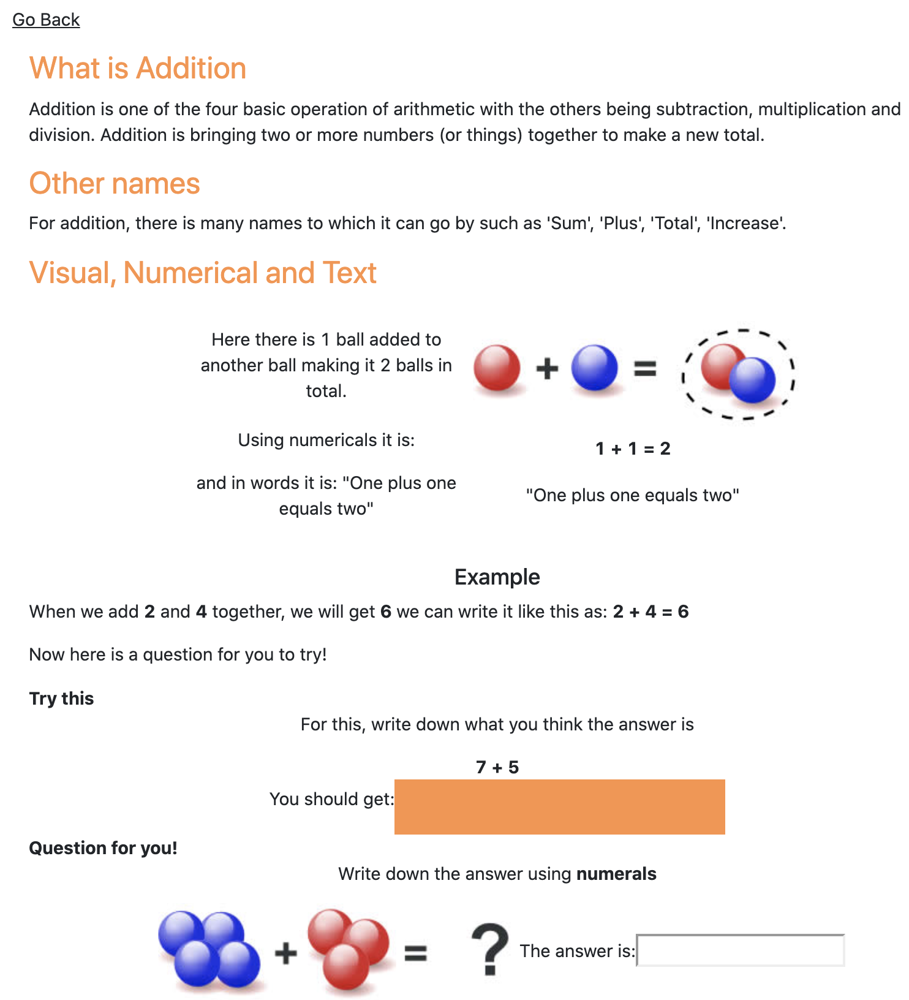 Go Back
What is Addition
Addition is one of the four basic operation of arithmetic with the others being subtraction, multiplication and
division. Addition is bringing two or more numbers (or things) together to make a new total.
Other names
For addition, there is many names to which it can go by such as 'Sum', 'Plus', 'Total', 'Increase'.
Visual, Numerical and Text
Here there is 1 ball added to
another ball making it 2 balls in
total.
+ =
Using numericals it is:
1 + 1 = 2
and in words it is: "One plus one
equals two"
"One plus one equals two"
Example
When we add 2 and 4 together, we will get 6 we can write it like this as: 2 + 4 = 6
Now here is a question for you to try!
Try this
For this, write down what you think the answer is
7 + 5
You should get:
Question for you!
Write down the answer using numerals
+ = ? The answer is: